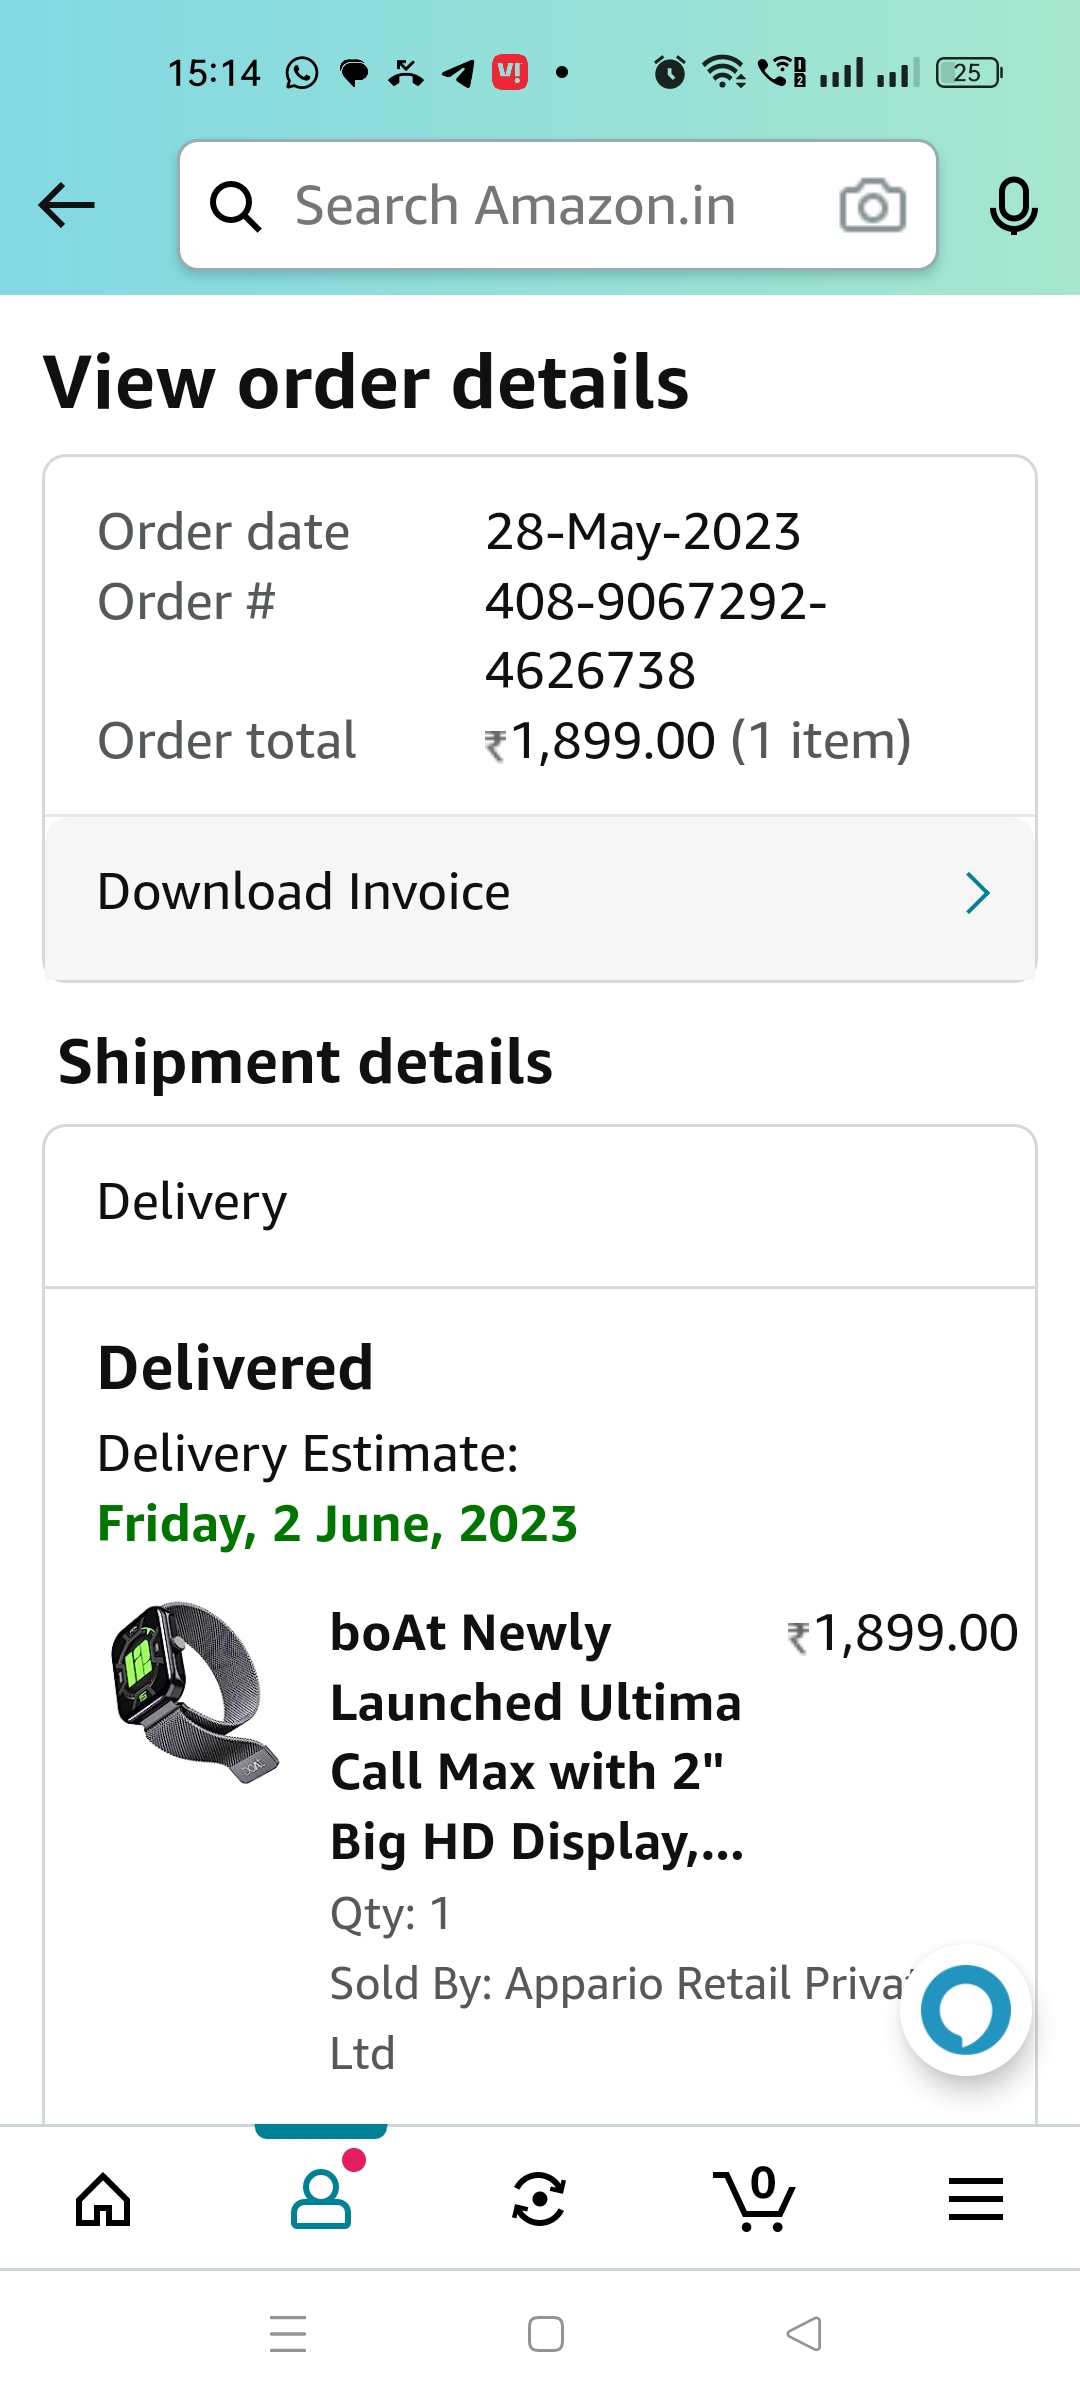 15:14
25
Search Amazon.in
View order details
Order date 28-May-2023
Order # 408-9067292-
4626738
Order total ₹1,899.00 (1 item)
Download Invoice
Shipment details
Delivery
Delivered
Delivery Estimate:
Friday, 2 June, 2023
boAt Newly ₹1,899.00
Launched Ultima
Call Max with 2"
Big HD Display,...
Qty: 1
Sold By: Appario Retail Priva
Ltd
0